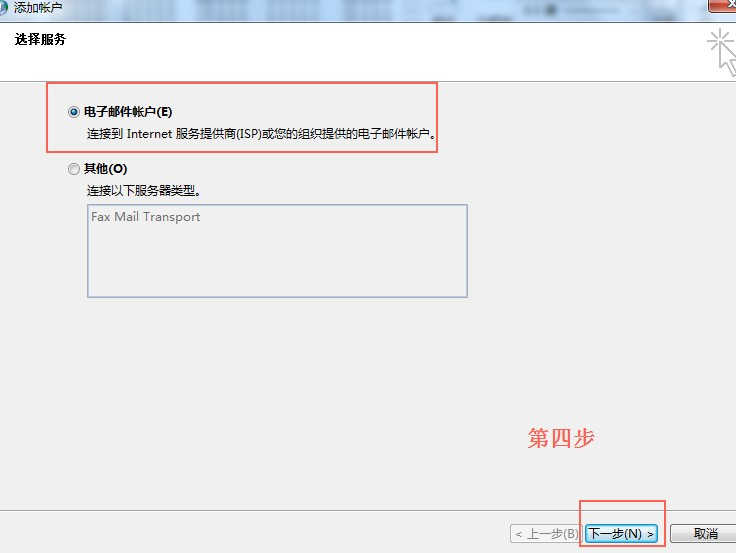 添加帐户
选择服务
电子邮件帐户(E)
连接到 Internet 服务提供商(ISP)或您的组织提供的电子邮件帐户。
其他(O)
连接以下服务器类型。
Fax Mail Transport
第四步
< 上一步(B)
下一步(N) >
取消